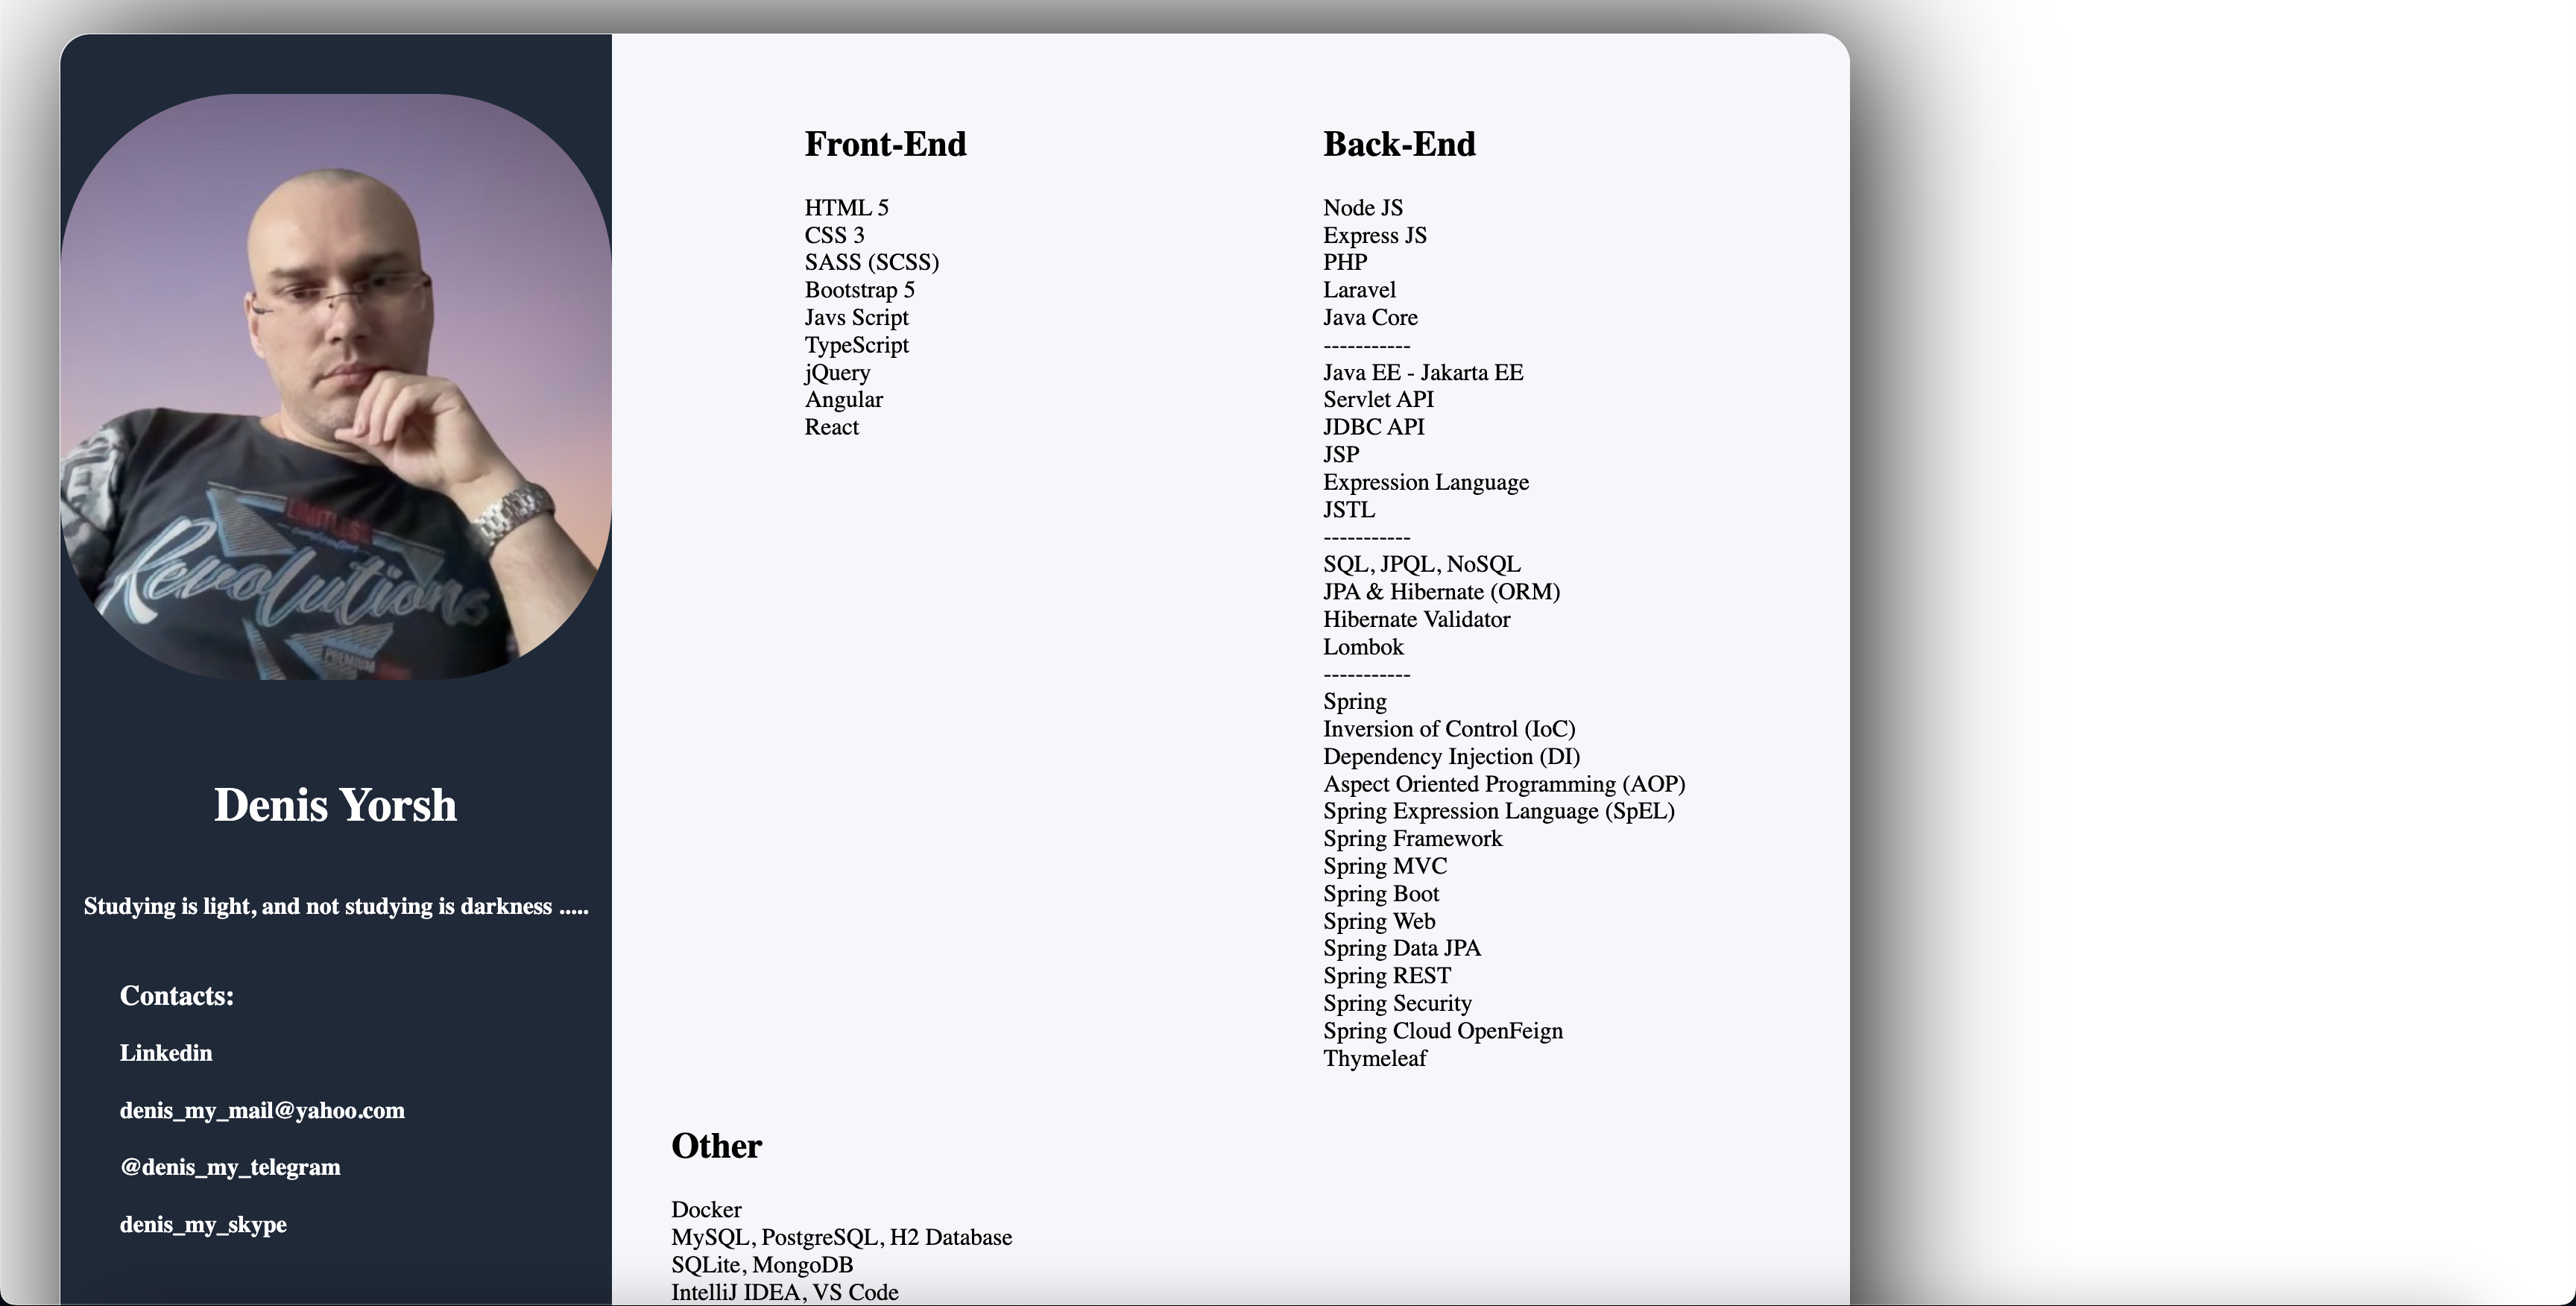 LIMITLESS
Revolutions
PREMIUM
Denis Yorsh
Studying is light, and not studying is darkness .....
Contacts:
Linkedin
denis_my_mail@yahoo.com
@denis_my_telegram
denis_my_skype
Front-End
HTML 5
CSS 3
SASS (SCSS)
Bootstrap 5
Javs Script
TypeScript
jQuery
Angular
React
Back-End
Node JS
Express JS
PHP
Laravel
Java Core
-----------
Java EE - Jakarta EE
Servlet API
JDBC API
JSP
Expression Language
JSTL
-----------
SQL, JPQL, NoSQL
JPA & Hibernate (ORM)
Hibernate Validator
Lombok
-----------
Spring
Inversion of Control (IoC)
Dependency Injection (DI)
Aspect Oriented Programming (AOP)
Spring Expression Language (SpEL)
Spring Framework
Spring MVC
Spring Boot
Spring Web
Spring Data JPA
Spring REST
Spring Security
Spring Cloud OpenFeign
Thymeleaf
Other
Docker
MySQL, PostgreSQL, H2 Database
SQLite, MongoDB
IntelliJ IDEA, VS Code